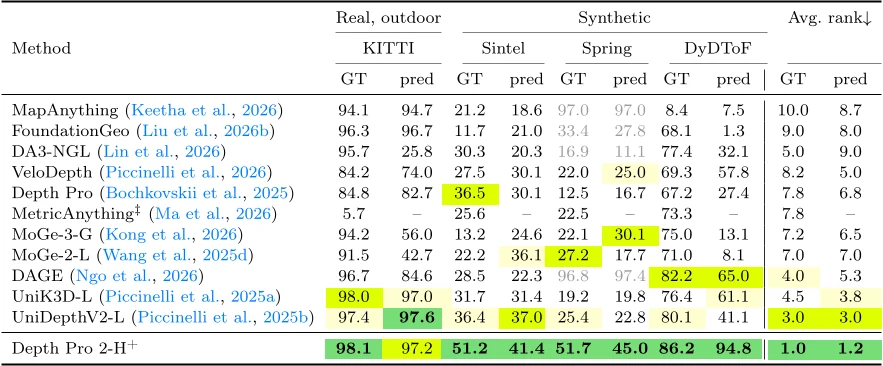 Real, outdoor Synthetic Avg. rank↓
Method KITTI Sintel Spring DyDToF
GT pred GT pred GT pred GT pred GT pred
MapAnything (Keetha et al., 2026) 94.1 94.7 21.2 18.6 97.0 97.0 8.4 7.5 10.0 8.7
FoundationGeo (Liu et al., 2026b) 96.3 96.7 11.7 21.0 33.4 27.8 68.1 1.3 9.0 8.0
DA3-NGL (Lin et al., 2026) 95.7 25.8 30.3 20.3 16.9 11.1 77.4 32.1 5.0 9.0
VeloDepth (Piccinelli et al., 2026) 84.2 74.0 27.5 30.1 22.0 25.0 69.3 57.8 8.2 5.0
Depth Pro (Bochkovskii et al., 2025) 84.8 82.7 36.5 30.1 12.5 16.7 67.2 27.4 7.8 6.8
MetricAnything‡ (Ma et al., 2026) 5.7 – 25.6 – 22.5 – 73.3 – 7.8 –
MoGe-3-G (Kong et al., 2026) 94.2 56.0 13.2 24.6 22.1 30.1 75.0 13.1 7.2 6.5
MoGe-2-L (Wang et al., 2025d) 91.5 42.7 22.2 36.1 27.2 17.7 71.0 8.1 7.0 7.0
DAGE (Ngo et al., 2026) 96.7 84.6 28.5 22.3 96.8 97.4 82.2 65.0 4.0 5.3
UniK3D-L (Piccinelli et al., 2025a) 98.0 97.0 31.7 31.4 19.2 19.8 76.4 61.1 4.5 3.8
UniDepthV2-L (Piccinelli et al., 2025b) 97.4 97.6 36.4 37.0 25.4 22.8 80.1 41.1 3.0 3.0
Depth Pro 2-H+ 98.1 97.2 51.2 41.4 51.7 45.0 86.2 94.8 1.0 1.2